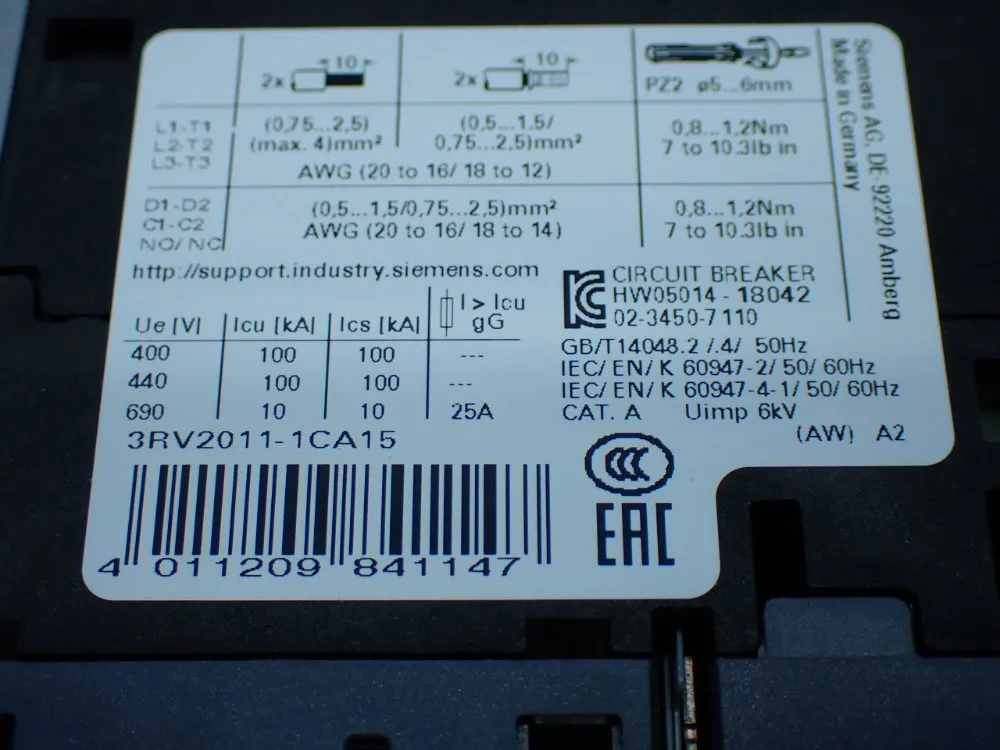 2x 10
2x 10
PZ2 ø5...6mm
L1-T1
L2-T2
L3-T3
(0,75...2,5)
(max. 4)mm²
(0,5...1.5/
0,75...2,5)mm²
AWG (20 to 16/ 18 to 12)
0,8...1,2Nm
7 to 10.3lb in
D1-D2
C1-C2
NO/ NC
(0,5...1,5/0,75...2,5)mm²
AWG (20 to 16/ 18 to 14)
0,8...1,2Nm
7 to 10.3lb in
Siemens AG, DE-92220 Amberg
Made in Germany
http://support.industry.siemens.com
Ue [V] Icu [kA] Ics [kA] I > Icu
gG
400 100 100 ---
440 100 100 ---
690 10 10 25A
3RV2011-1CA15
4 011209 841147
CIRCUIT BREAKER
HW05014-18042
02-3450-7110
GB/T14048.2 /.4/ 50Hz
IEC/ EN/ K 60947-2/ 50/ 60Hz
IEC/ EN/ K 60947-4-1/ 50/ 60Hz
CAT. A Uimp 6kV
(AW) A2
CCC
EAC